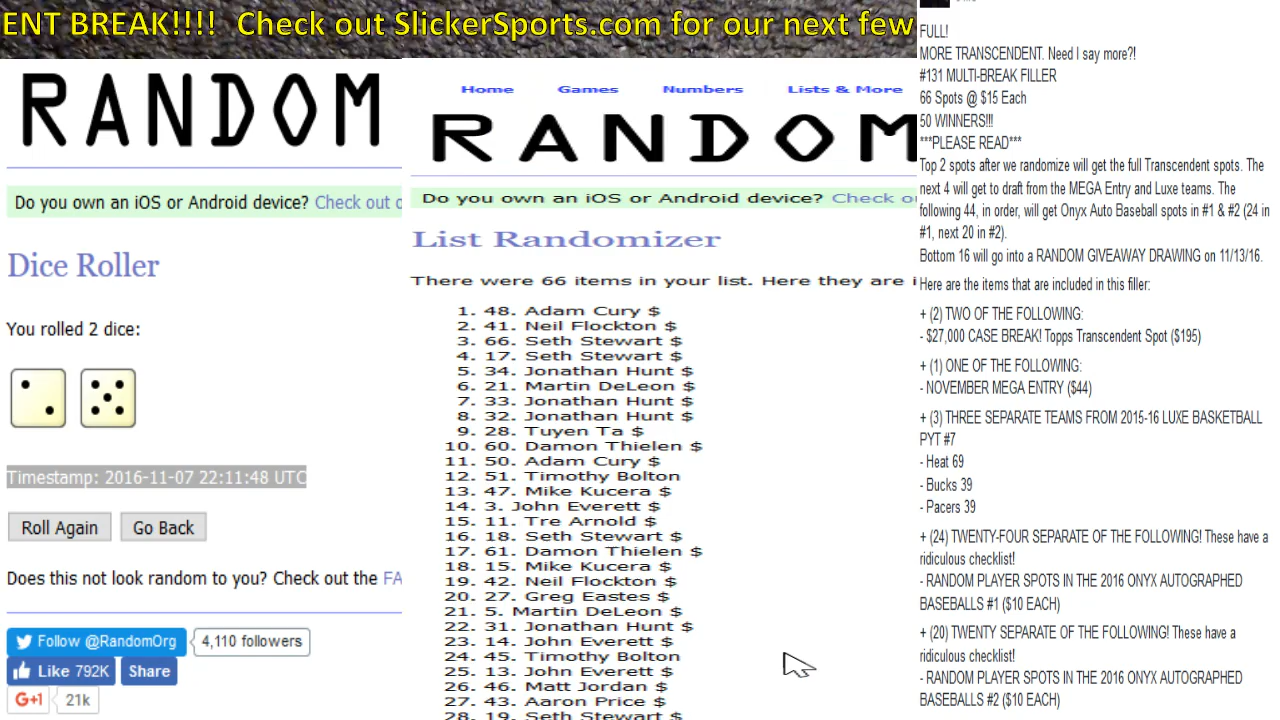 ENT BREAK!!!! Check out SlickerSports.com for our next few
RANDOM
Do you own an iOS or Android device? Check out
Dice Roller
You rolled 2 dice:
Timestamp: 2016-11-07 22:11:48 UTC
Roll Again Go Back
Does this not look random to you? Check out the FA
Follow @RandomOrg 4,110 followers
Like 792K Share
G+1 21k
Home Games Numbers Lists & More
RANDOM
Do you own an iOS or Android device? Check
List Randomizer
There were 66 items in your list. Here they are
1. 48. Adam Cury $
2. 41. Neil Flockton $
3. 66. Seth Stewart $
4. 17. Seth Stewart $
5. 34. Jonathan Hunt $
6. 21. Martin DeLeon $
7. 33. Jonathan Hunt $
8. 32. Jonathan Hunt $
9. 28. Tuyen Ta $
10. 60. Damon Thielen $
11. 50. Adam Cury $
12. 51. Timothy Bolton
13. 47. Mike Kucera $
14. 3. John Everett $
15. 11. Tre Arnold $
16. 18. Seth Stewart $
17. 61. Damon Thielen $
18. 15. Mike Kucera $
19. 42. Neil Flockton $
20. 27. Greg Eastes $
21. 5. Martin DeLeon $
22. 31. Jonathan Hunt $
23. 14. John Everett $
24. 45. Timothy Bolton
25. 13. John Everett $
26. 46. Matt Jordan $
27. 43. Aaron Price $
28. 19. Seth Stewart $
FULL!
MORE TRANSCENDENT. Need I say more?!
#131 MULTI-BREAK FILLER
66 Spots @ $15 Each
50 WINNERS!!!
***PLEASE READ***
Top 2 spots after we randomize will get the full Transcendent spots. The
next 4 will get to draft from the MEGA Entry and Luxe teams. The
following 44, in order, will get Onyx Auto Baseball spots in #1 & #2 (24 in
#1, next 20 in #2).
Bottom 16 will go into a RANDOM GIVEAWAY DRAWING on 11/13/16.
Here are the items that are included in this filler:
+ (2) TWO OF THE FOLLOWING:
- $27,000 CASE BREAK! Topps Transcendent Spot ($195)
+ (1) ONE OF THE FOLLOWING:
- NOVEMBER MEGA ENTRY ($44)
+ (3) THREE SEPARATE TEAMS FROM 2015-16 LUXE BASKETBALL
PYT #7
- Heat 69
- Bucks 39
- Pacers 39
+ (24) TWENTY-FOUR SEPARATE OF THE FOLLOWING! These have a
ridiculous checklist!
- RANDOM PLAYER SPOTS IN THE 2016 ONYX AUTOGRAPHED
BASEBALLS #1 ($10 EACH)
+ (20) TWENTY SEPARATE OF THE FOLLOWING! These have a
ridiculous checklist!
- RANDOM PLAYER SPOTS IN THE 2016 ONYX AUTOGRAPHED
BASEBALLS #2 ($10 EACH)